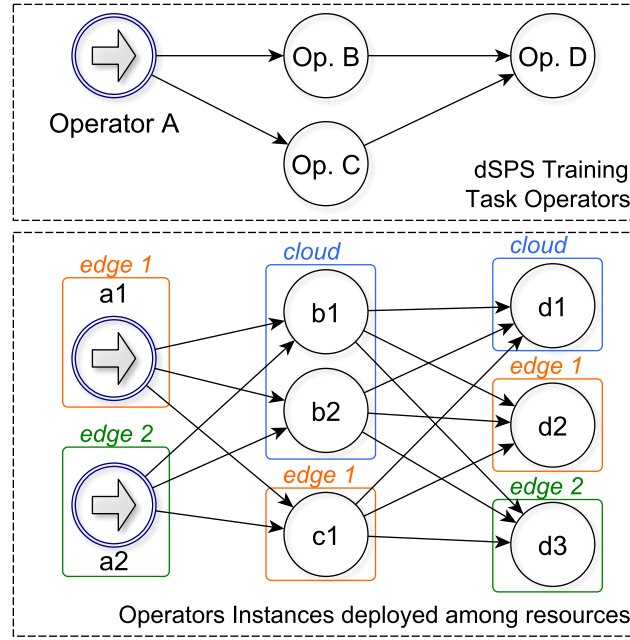 Op. B
Op. D
Operator A
Op. C
dSPS Training
Task Operators
edge 1
cloud
cloud
a1
b1
d1
edge 1
b2
d2
edge 2
edge 1
edge 2
c1
d3
a2
Operators Instances deployed among resources